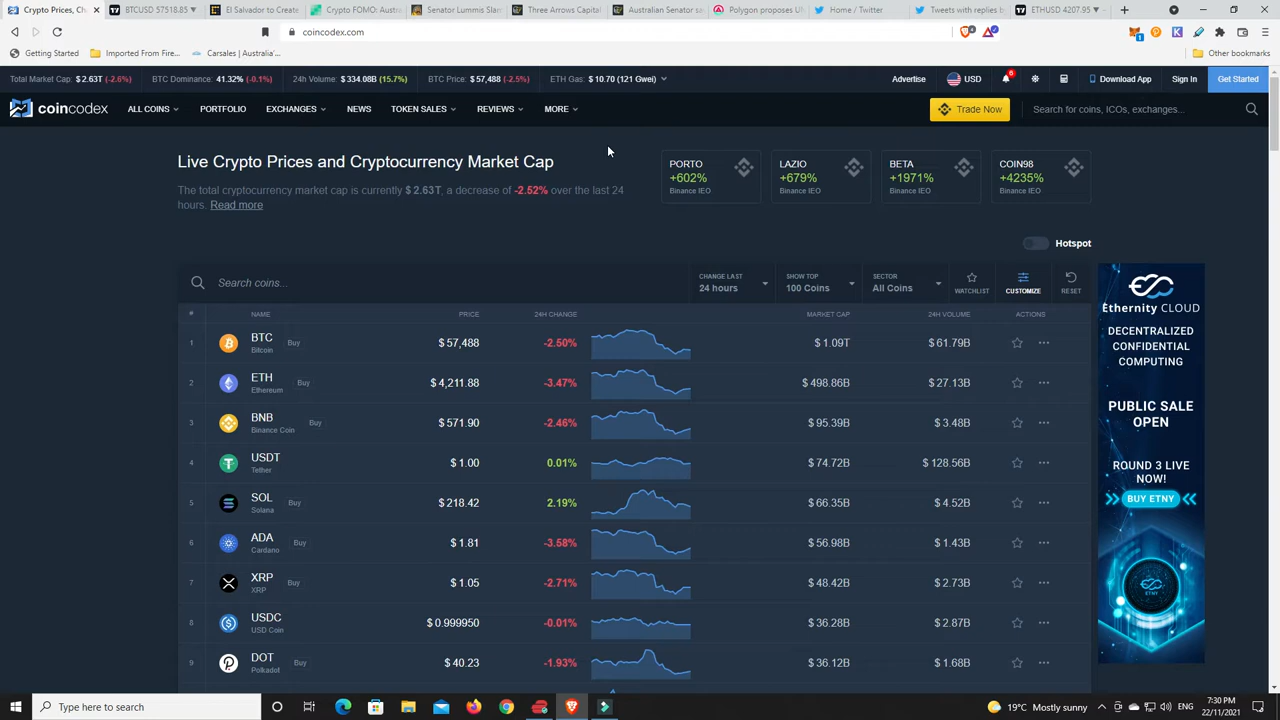 Crypto Prices, Ch
BTCUSD 57518.85
El Salvador to Create
Crypto FOMO: Austra
Senator Lummis Slam
Three Arrows Capital
Australian Senator sa
Polygon proposes U
Home / Twitter
Tweets with replies b
ETHUSD 4207.95
coincodex.com
Getting Started
Imported From Fire...
Carsales | Australia'...
Other bookmarks
Total Market Cap: $ 2.63T (-2.6%)
BTC Dominance: 41.32% (-0.1%)
24h Volume: $ 334.08B (15.7%)
BTC Price: $ 57,488 (-2.5%)
ETH Gas: $ 10.70 (121 Gwei)
Advertise
USD
6
Download App
Sign In
Get Started
coincodex
ALL COINS
PORTFOLIO
EXCHANGES
NEWS
TOKEN SALES
REVIEWS
MORE
Trade Now
Search for coins, ICOs, exchanges...
Live Crypto Prices and Cryptocurrency Market Cap
The total cryptocurrency market cap is currently $ 2.63T, a decrease of -2.52% over the last 24
hours. Read more
PORTO
+602%
Binance IEO
LAZIO
+679%
Binance IEO
BETA
+1971%
Binance IEO
COIN98
+4235%
Binance IEO
Hotspot
Search coins...
CHANGE LAST
24 hours
SHOW TOP
100 Coins
SECTOR
All Coins
WATCHLIST
CUSTOMIZE
RESET
# NAME PRICE 24H CHANGE MARKET CAP 24H VOLUME ACTIONS
1 BTC Buy $ 57,488 -2.50% $ 1.09T $ 61.79B
Bitcoin
2 ETH Buy $ 4,211.88 -3.47% $ 498.86B $ 27.13B
Ethereum
3 BNB Buy $ 571.90 -2.46% $ 95.39B $ 3.48B
Binance Coin
4 USDT $ 1.00 0.01% $ 74.72B $ 128.56B
Tether
5 SOL Buy $ 218.42 2.19% $ 66.35B $ 4.52B
Solana
6 ADA Buy $ 1.81 -3.58% $ 56.98B $ 1.43B
Cardano
7 XRP Buy $ 1.05 -2.71% $ 48.42B $ 2.73B
XRP
8 USDC $ 0.999950 -0.01% $ 36.28B $ 2.87B
USD Coin
9 DOT Buy $ 40.23 -1.93% $ 36.12B $ 1.68B
Polkadot
Ethernity CLOUD
DECENTRALIZED
CONFIDENTIAL
COMPUTING
PUBLIC SALE
OPEN
ROUND 3 LIVE
NOW!
BUY ETNY
ETNY
Type here to search
19°C Mostly sunny
ENG
7:30 PM
22/11/2021